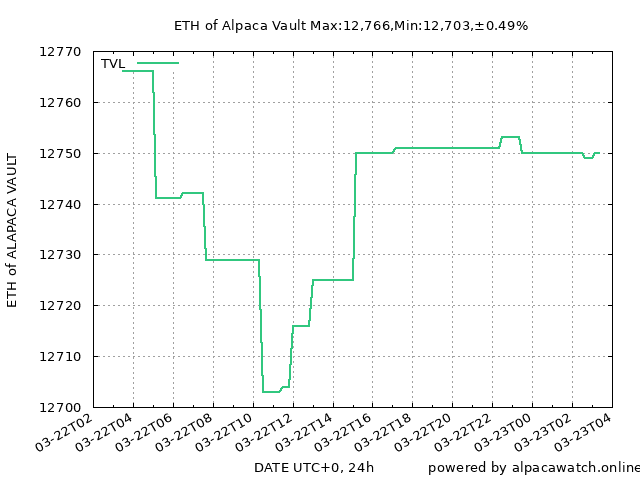 ETH of Alpaca Vault Max:12,766,Min:12,703,±0.49%
12770
TVL
12760
12750
12740
12730
12720
12710
12700
ETH of ALAPACA VAULT
03-22T02
03-22T04
03-22T06
03-22T08
03-22T10
03-22T12
03-22T14
03-22T16
03-22T18
03-22T20
03-22T22
03-23T00
03-23T02
03-23T04
DATE UTC+0, 24h
powered by alpacawatch.online